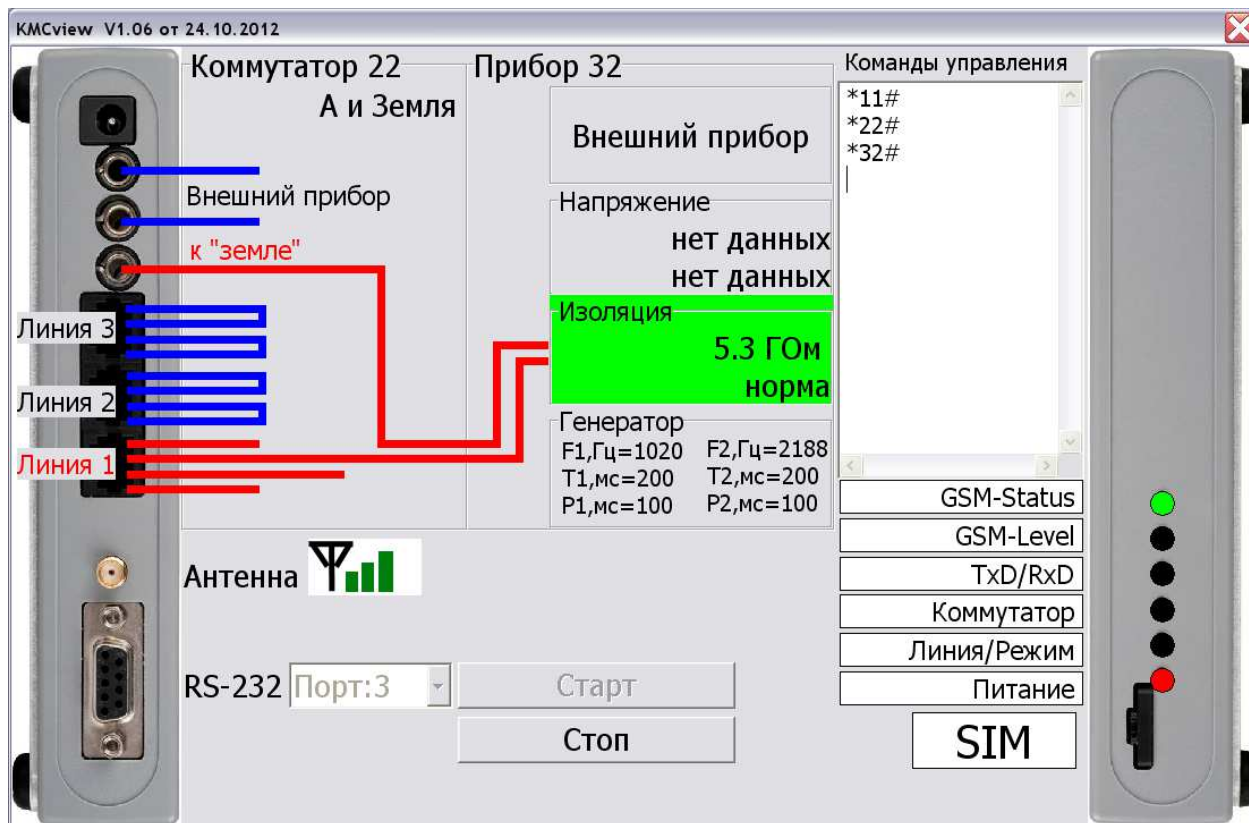 KMCview V1.06 от 24.10.2012
Коммутатор 22
А и Земля
Внешний прибор
к "земле"
Линия 3
Линия 2
Линия 1
Прибор 32
Внешний прибор
Напряжение
нет данных
нет данных
Изоляция
5.3 ГОм
норма
Генератор
F1,Гц=1020 F2,Гц=2188
T1,мс=200 T2,мс=200
P1,мс=100 P2,мс=100
Команды управления
*11#
*22#
*32#
GSM-Status
GSM-Level
TxD/RxD
Коммутатор
Линия/Режим
Питание
SIM
Антенна
RS-232 Порт:3
Старт
Стоп